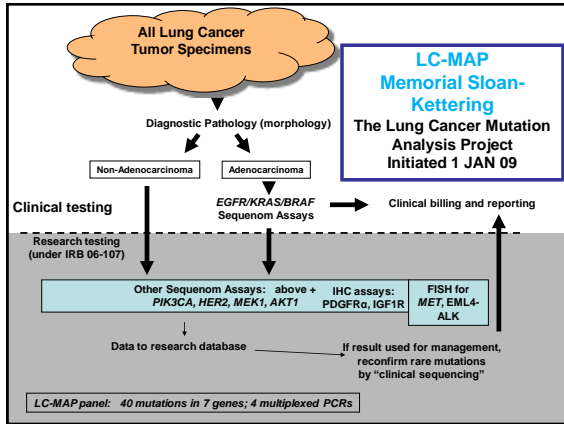 All Lung Cancer
Tumor Specimens
LC-MAP
Memorial Sloan-
Kettering
The Lung Cancer Mutation
Analysis Project
Initiated 1 JAN 09
Diagnostic Pathology (morphology)
Non-Adenocarcinoma
Adenocarcinoma
Clinical testing
EGFR/KRAS/BRAF
Sequenom Assays
Clinical billing and reporting
Research testing
(under IRB 06-107)
Other Sequenom Assays: above +
PIK3CA, HER2, MEK1, AKT1
IHC assays:
PDGFRα, IGF1R
FISH for
MET, EML4-
ALK
Data to research database
If result used for management,
reconfirm rare mutations
by “clinical sequencing”
LC-MAP panel: 40 mutations in 7 genes; 4 multiplexed PCRs